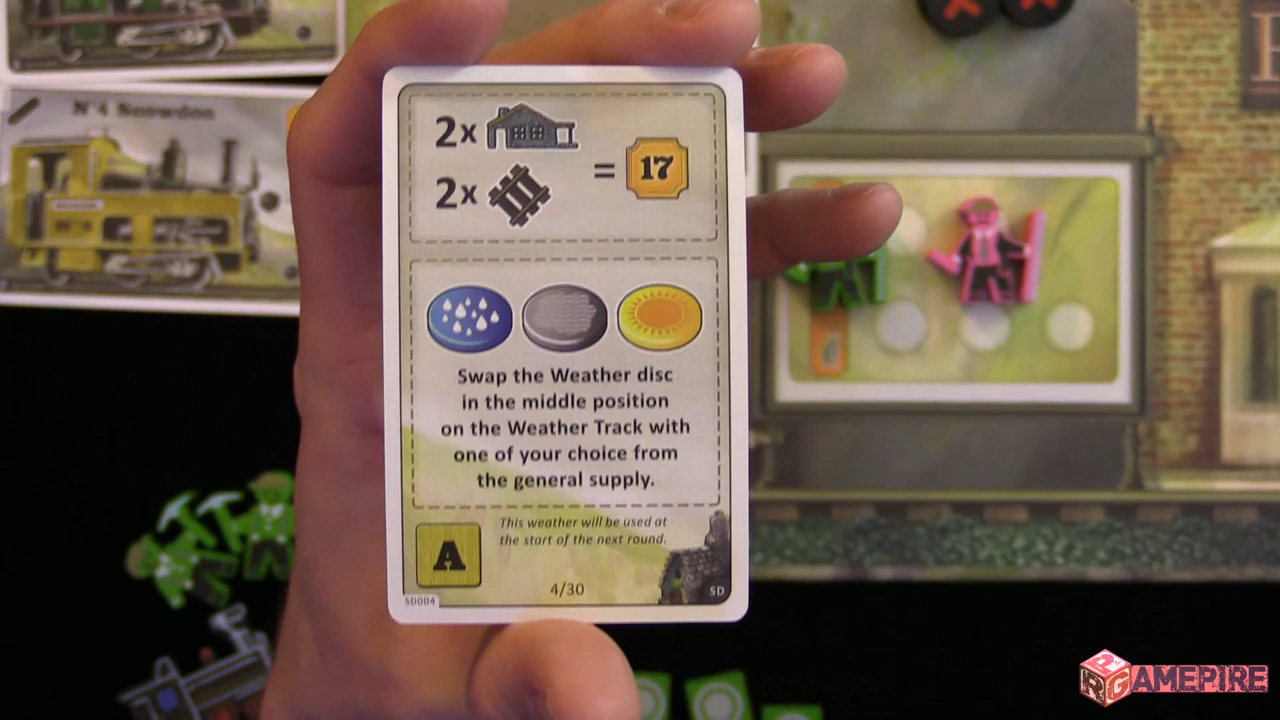 Nº4 Snowdon
2x
2x
= 17
Swap the Weather disc
in the middle position
on the Weather Track with
one of your choice from
the general supply.
This weather will be used at
the start of the next round.
A
4/30
SD
SD004
GAMEPIRE